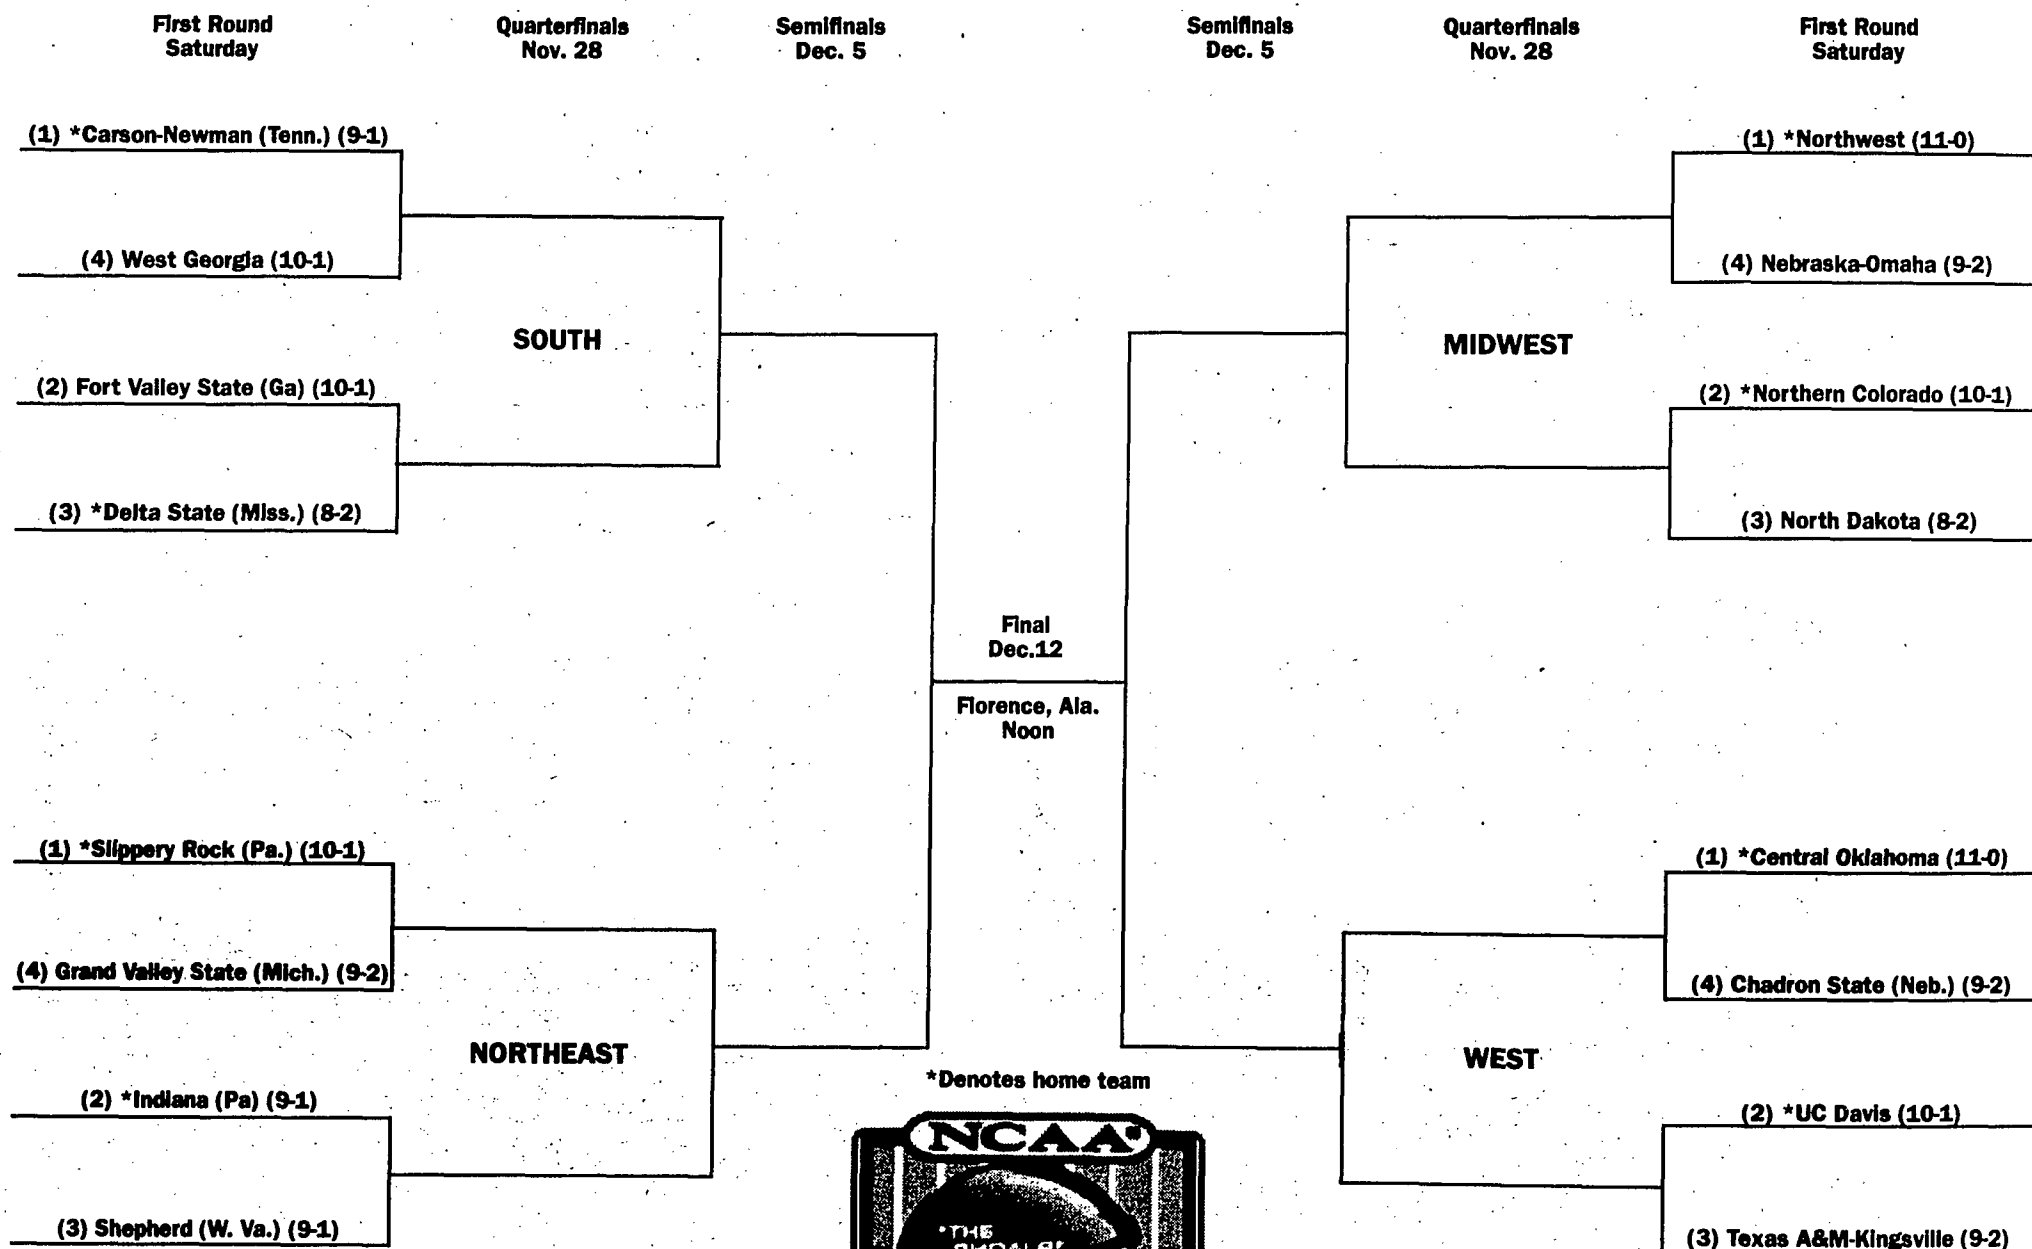 First Round
Saturday
Quarterfinals
Nov. 28
Semifinals
Dec. 5
Semifinals
Dec. 5
Quarterfinals
Nov. 28
First Round
Saturday
(1) *Carson-Newman (Tenn.) (9-1)
(4) West Georgia (10-1)
SOUTH
(2) Fort Valley State (Ga) (10-1)
(3) *Delta State (Miss.) (8-2)
(1) *Northwest (11-0)
(4) Nebraska-Omaha (9-2)
MIDWEST
(2) *Northern Colorado (10-1)
(3) North Dakota (8-2)
Final
Dec.12
Florence, Ala.
Noon
(1) *Slippery Rock (Pa.) (10-1)
(4) Grand Valley State (Mich.) (9-2)
NORTHEAST
(2) *Indiana (Pa) (9-1)
(3) Shepherd (W. Va.) (9-1)
(1) *Central Oklahoma (11-0)
(4) Chadron State (Neb.) (9-2)
WEST
(2) *UC Davis (10-1)
(3) Texas A&M-Kingsville (9-2)
*Denotes home team
NCAA
THE